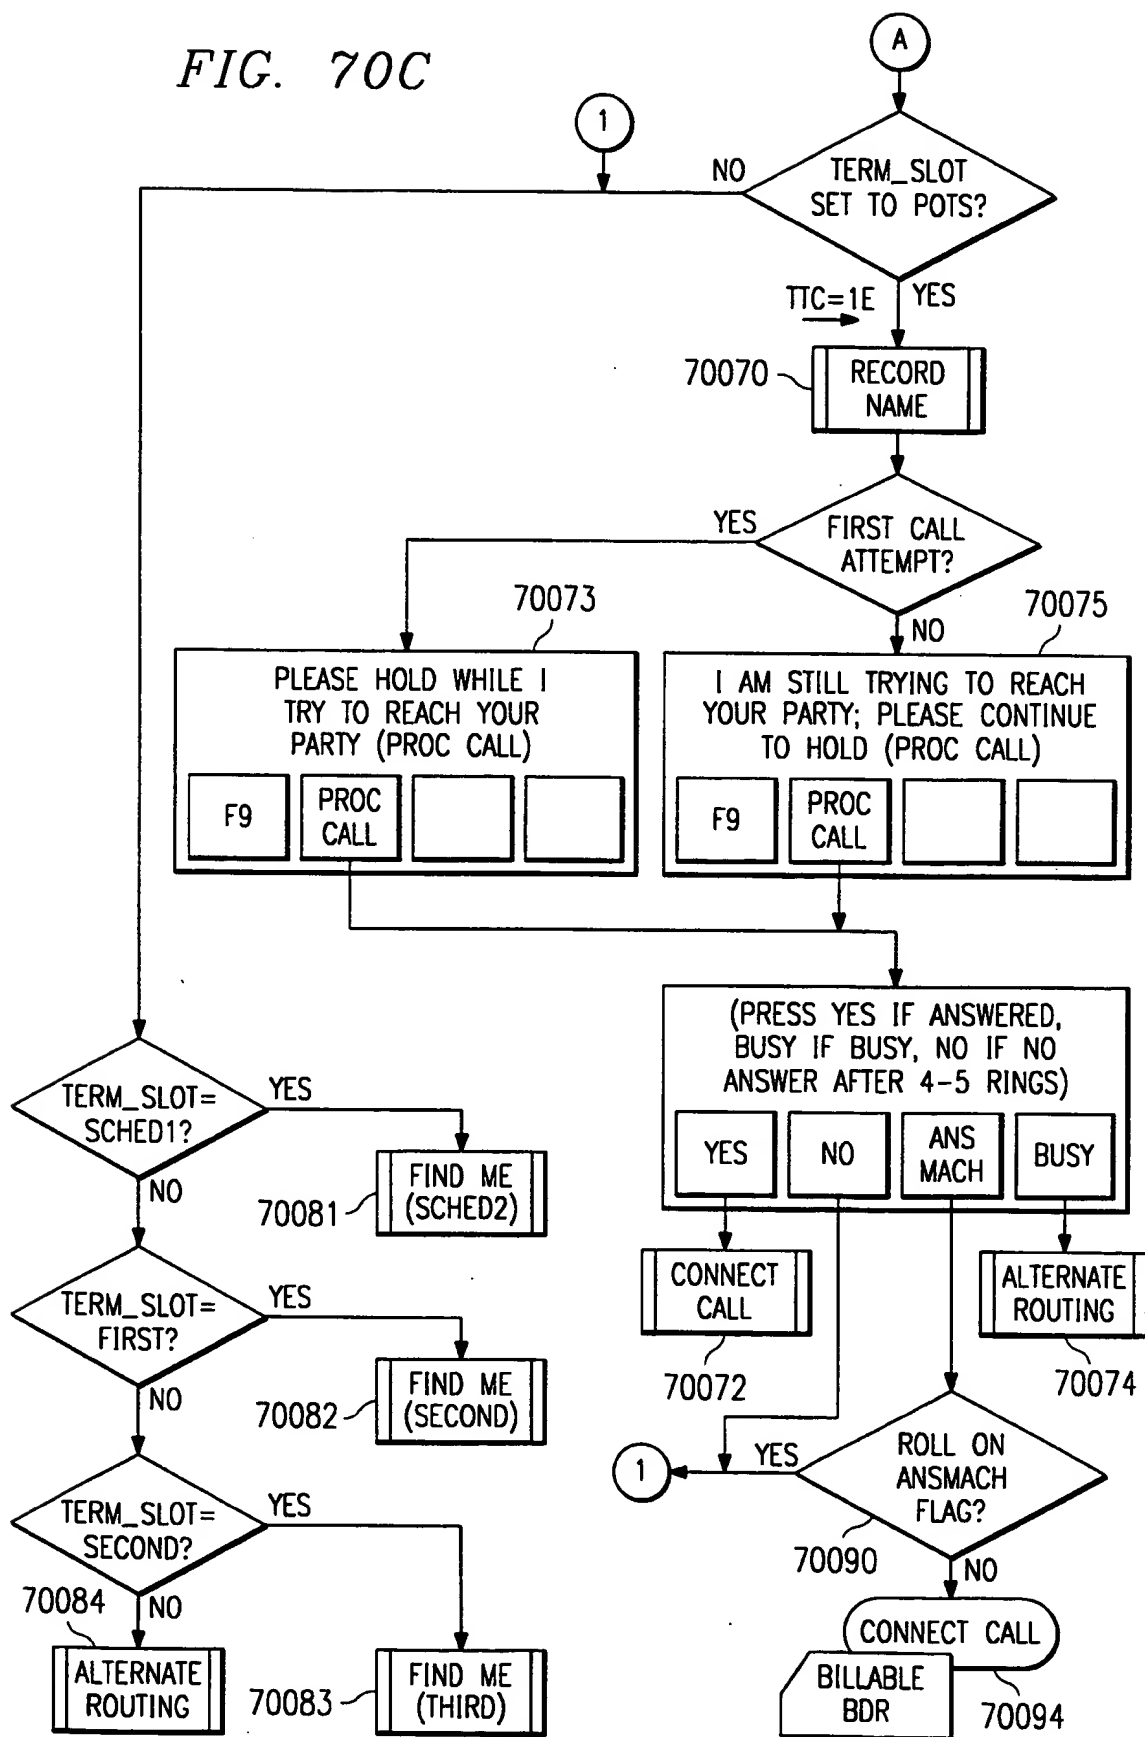 FIG. 70C
A
1
NO
TERM_SLOT
SET TO POTS?
YES
TTC=1E
70070
RECORD
NAME
YES
FIRST CALL
ATTEMPT?
NO
70073
70075
PLEASE HOLD WHILE I
TRY TO REACH YOUR
PARTY (PROC CALL)
F9
PROC
CALL
I AM STILL TRYING TO REACH
YOUR PARTY; PLEASE CONTINUE
TO HOLD (PROC CALL)
F9
PROC
CALL
(PRESS YES IF ANSWERED,
BUSY IF BUSY, NO IF NO
ANSWER AFTER 4-5 RINGS)
YES
NO
ANS
MACH
BUSY
CONNECT
CALL
70072
ALTERNATE
ROUTING
70074
1
YES
ROLL ON
ANSMACH
FLAG?
70090
NO
CONNECT CALL
BILLABLE
BDR
70094
TERM_SLOT=
SCHED1?
YES
NO
70081
FIND ME
(SCHED2)
TERM_SLOT=
FIRST?
YES
NO
70082
FIND ME
(SECOND)
TERM_SLOT=
SECOND?
YES
NO
70084
ALTERNATE
ROUTING
70083
FIND ME
(THIRD)